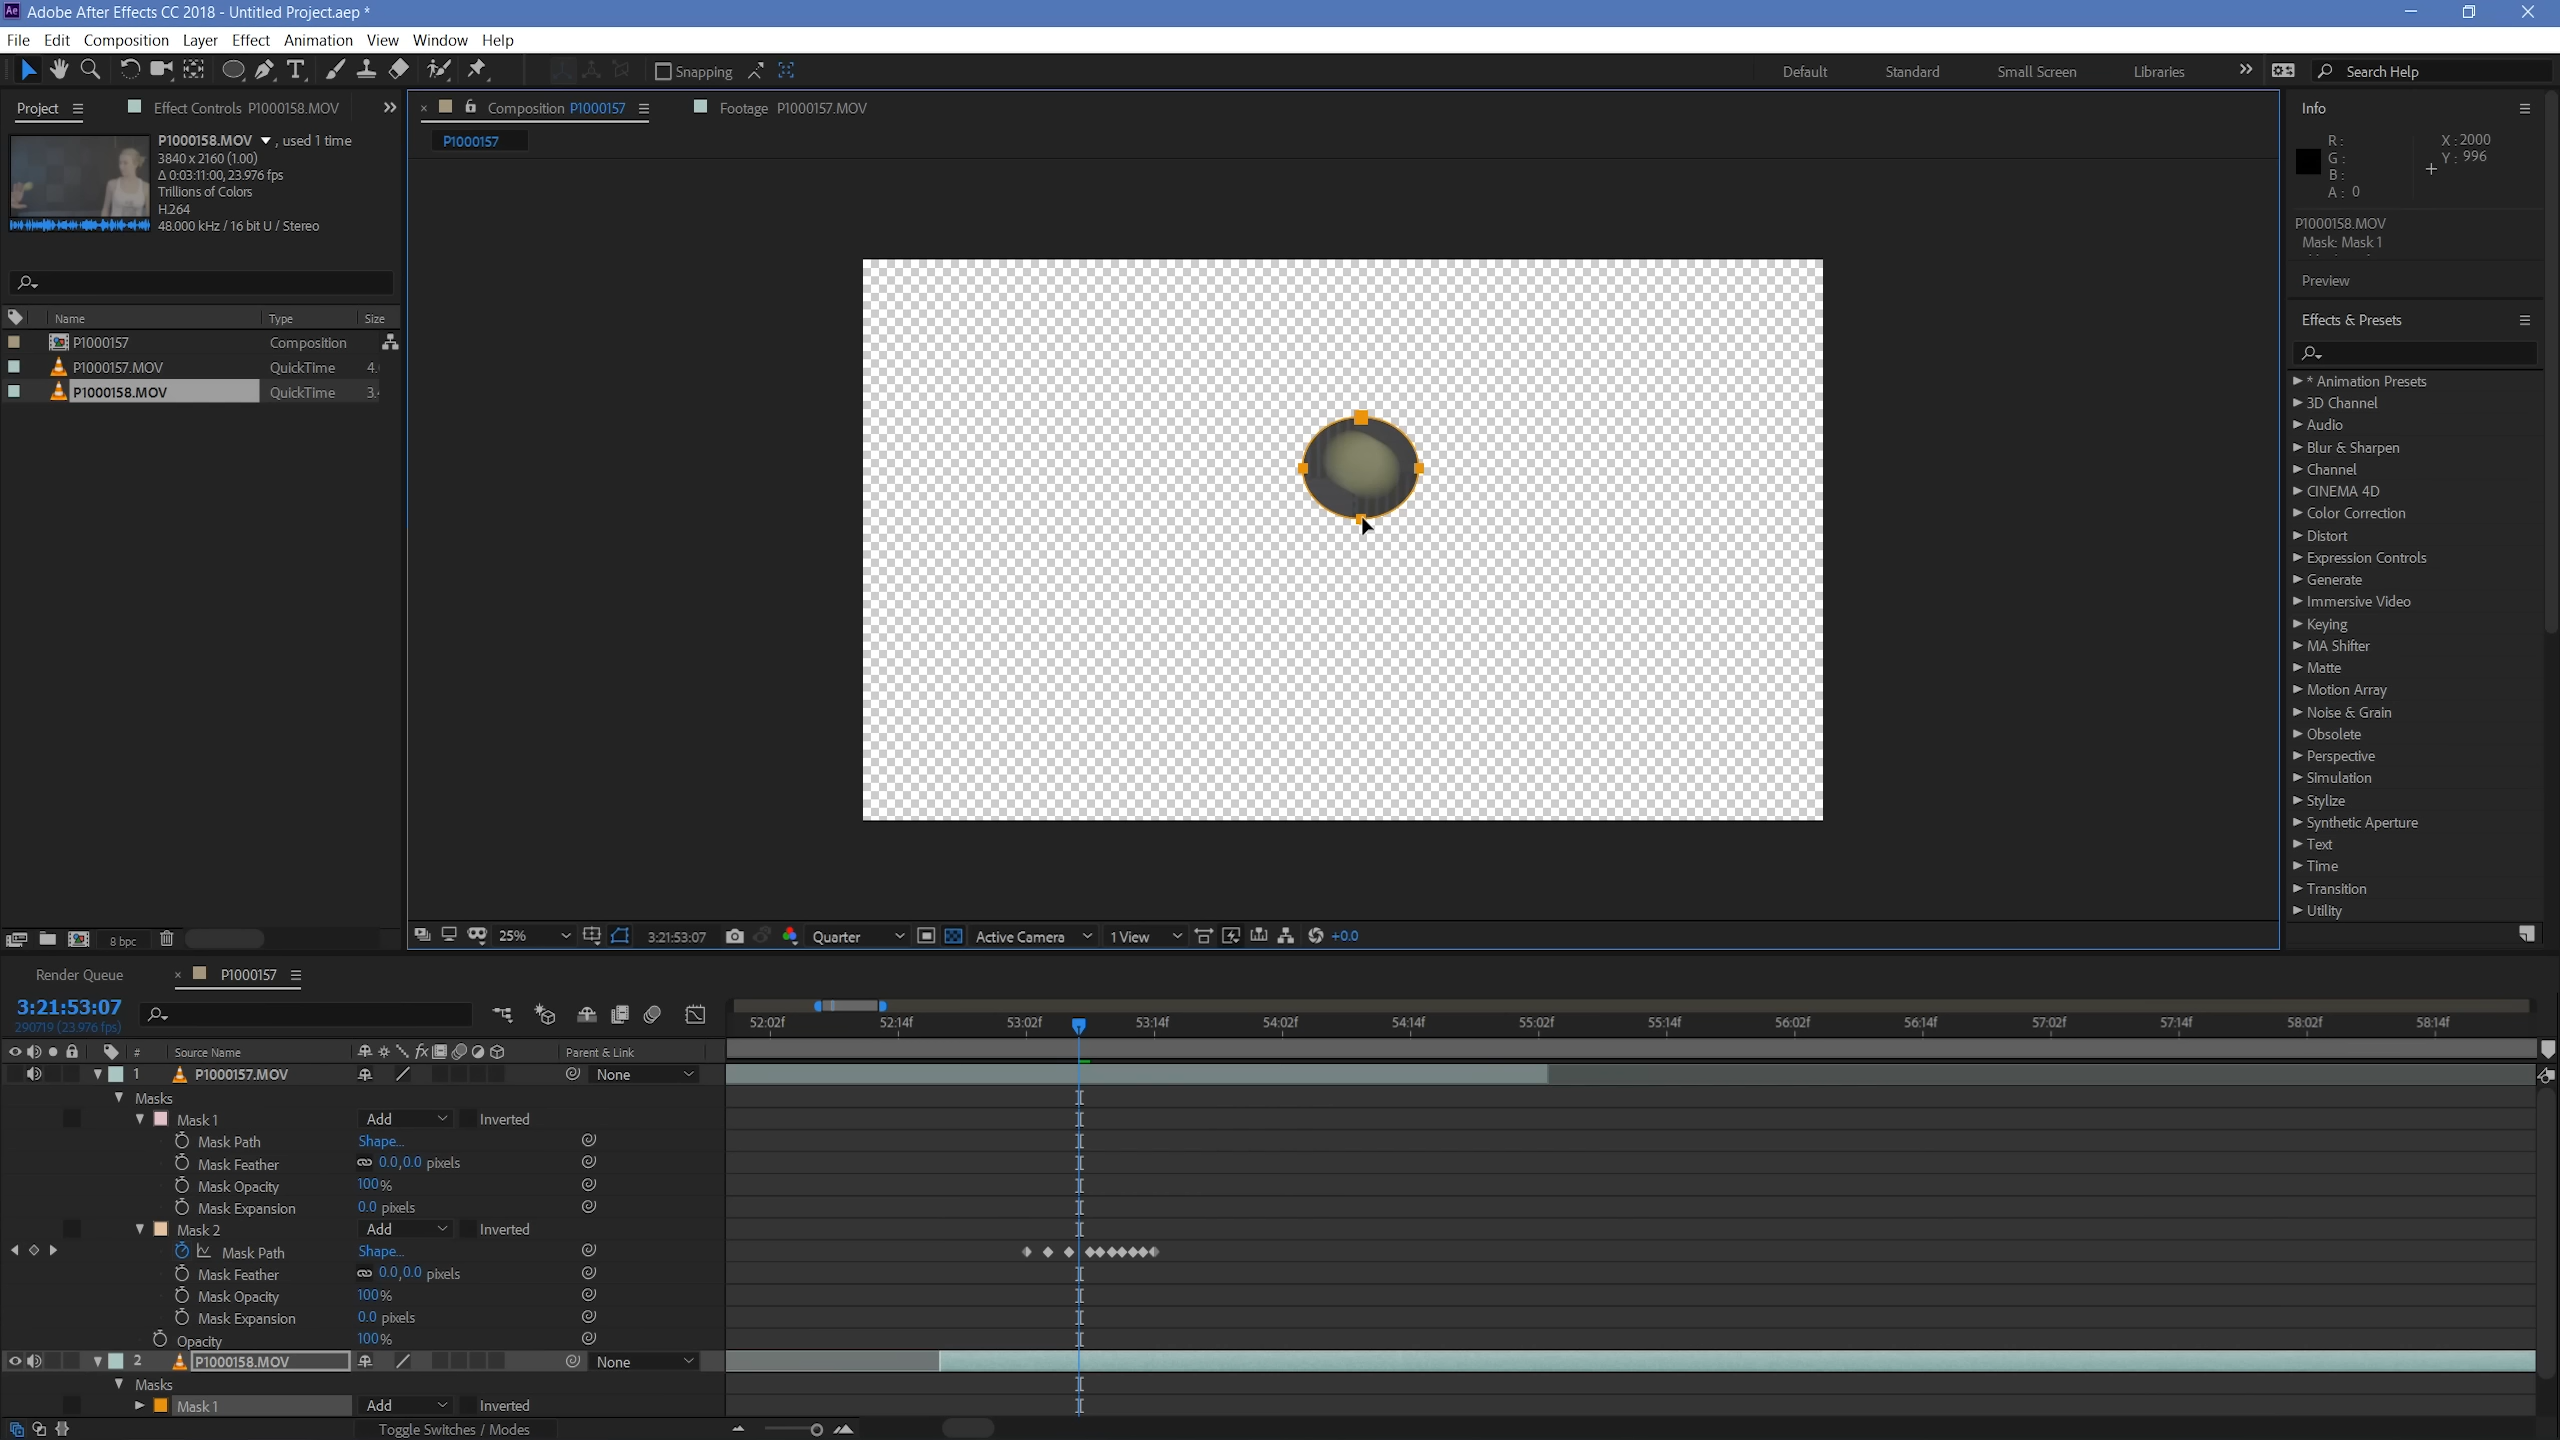 Ae Adobe After Effects CC 2018 - Untitled Project.aep *
File Edit Composition Layer Effect Animation View Window Help
Snapping Default Standard Small Screen Libraries Search Help
Project Effect Controls P1000158.MOV
P1000158.MOV , used 1 time
3840 x 2160 (1.00)
Δ 0:03:11:00, 23.976 fps
Trillions of Colors
H.264
48.000 kHz / 16 bit U / Stereo
Name Type Size
P1000157 Composition
P1000157.MOV QuickTime 4.
P1000158.MOV QuickTime 3.
8 bpc
Composition P1000157 Footage P1000157.MOV
P1000157
25% 3:21:53:07 Quarter Active Camera 1 View +0.0
Info
R: X: 2000
G: Y: 996
B:
A: 0
P1000158.MOV
Mask: Mask 1
Preview
Effects & Presets
* Animation Presets
3D Channel
Audio
Blur & Sharpen
Channel
CINEMA 4D
Color Correction
Distort
Expression Controls
Generate
Immersive Video
Keying
MA Shifter
Matte
Motion Array
Noise & Grain
Obsolete
Perspective
Simulation
Stylize
Synthetic Aperture
Text
Time
Transition
Utility
Render Queue P1000157
3:21:53:07
290719 (23.976 fps)
52:02f 52:14f 53:02f 53:14f 54:02f 54:14f 55:02f 55:14f 56:02f 56:14f 57:02f 57:14f 58:02f 58:14f
# Source Name fx Parent & Link
1 P1000157.MOV None
Masks
Mask 1 Add Inverted
Mask Path Shape...
Mask Feather 0.0,0.0 pixels
Mask Opacity 100%
Mask Expansion 0.0 pixels
Mask 2 Add Inverted
Mask Path Shape...
Mask Feather 0.0,0.0 pixels
Mask Opacity 100%
Mask Expansion 0.0 pixels
Opacity 100%
2 P1000158.MOV None
Masks
Mask 1 Add Inverted
Toggle Switches / Modes